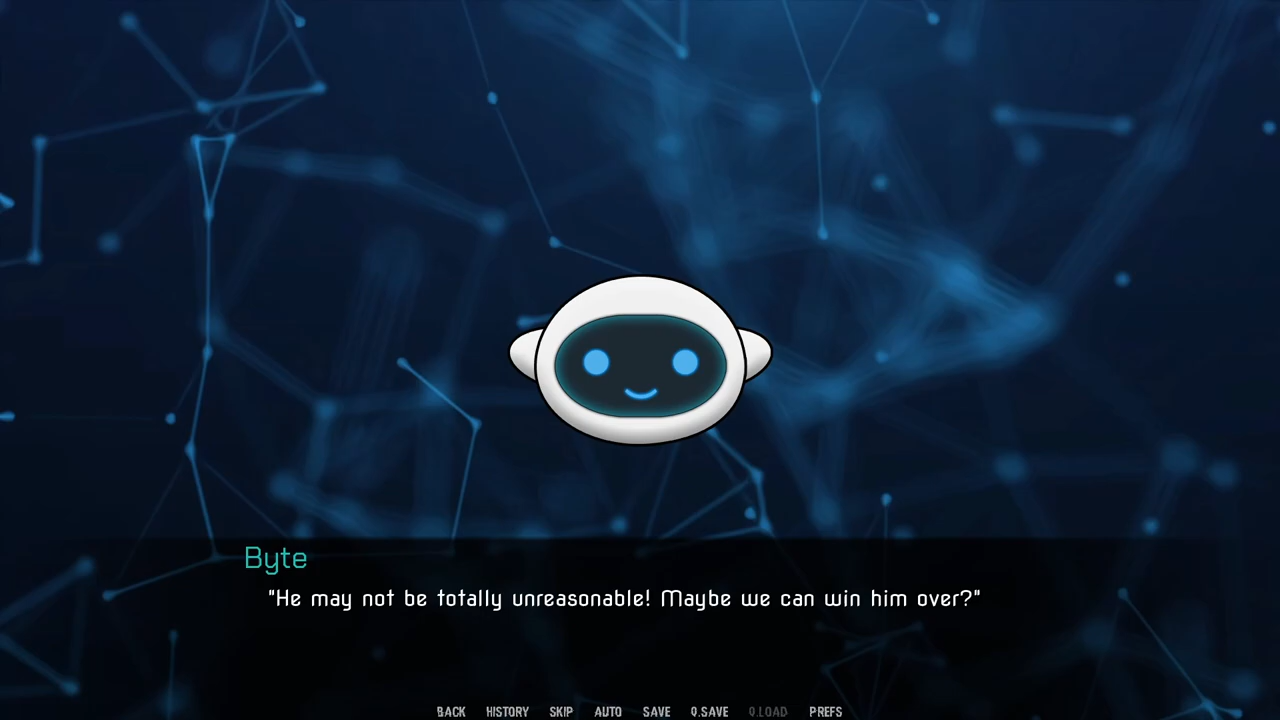 Byte
"He may not be totally unreasonable! Maybe we can win him over?"
BACK HISTORY SKIP AUTO SAVE Q.SAVE Q.LOAD PREFS